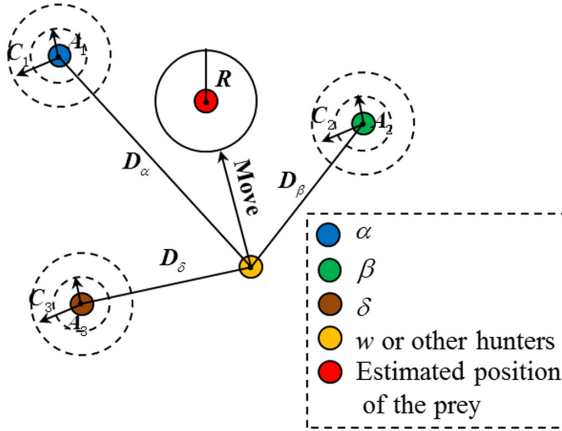 A1
C1
R
C2
A2
Dα
Move
Dβ
Dδ
C3
A3
α
β
δ
w or other hunters
Estimated position
of the prey